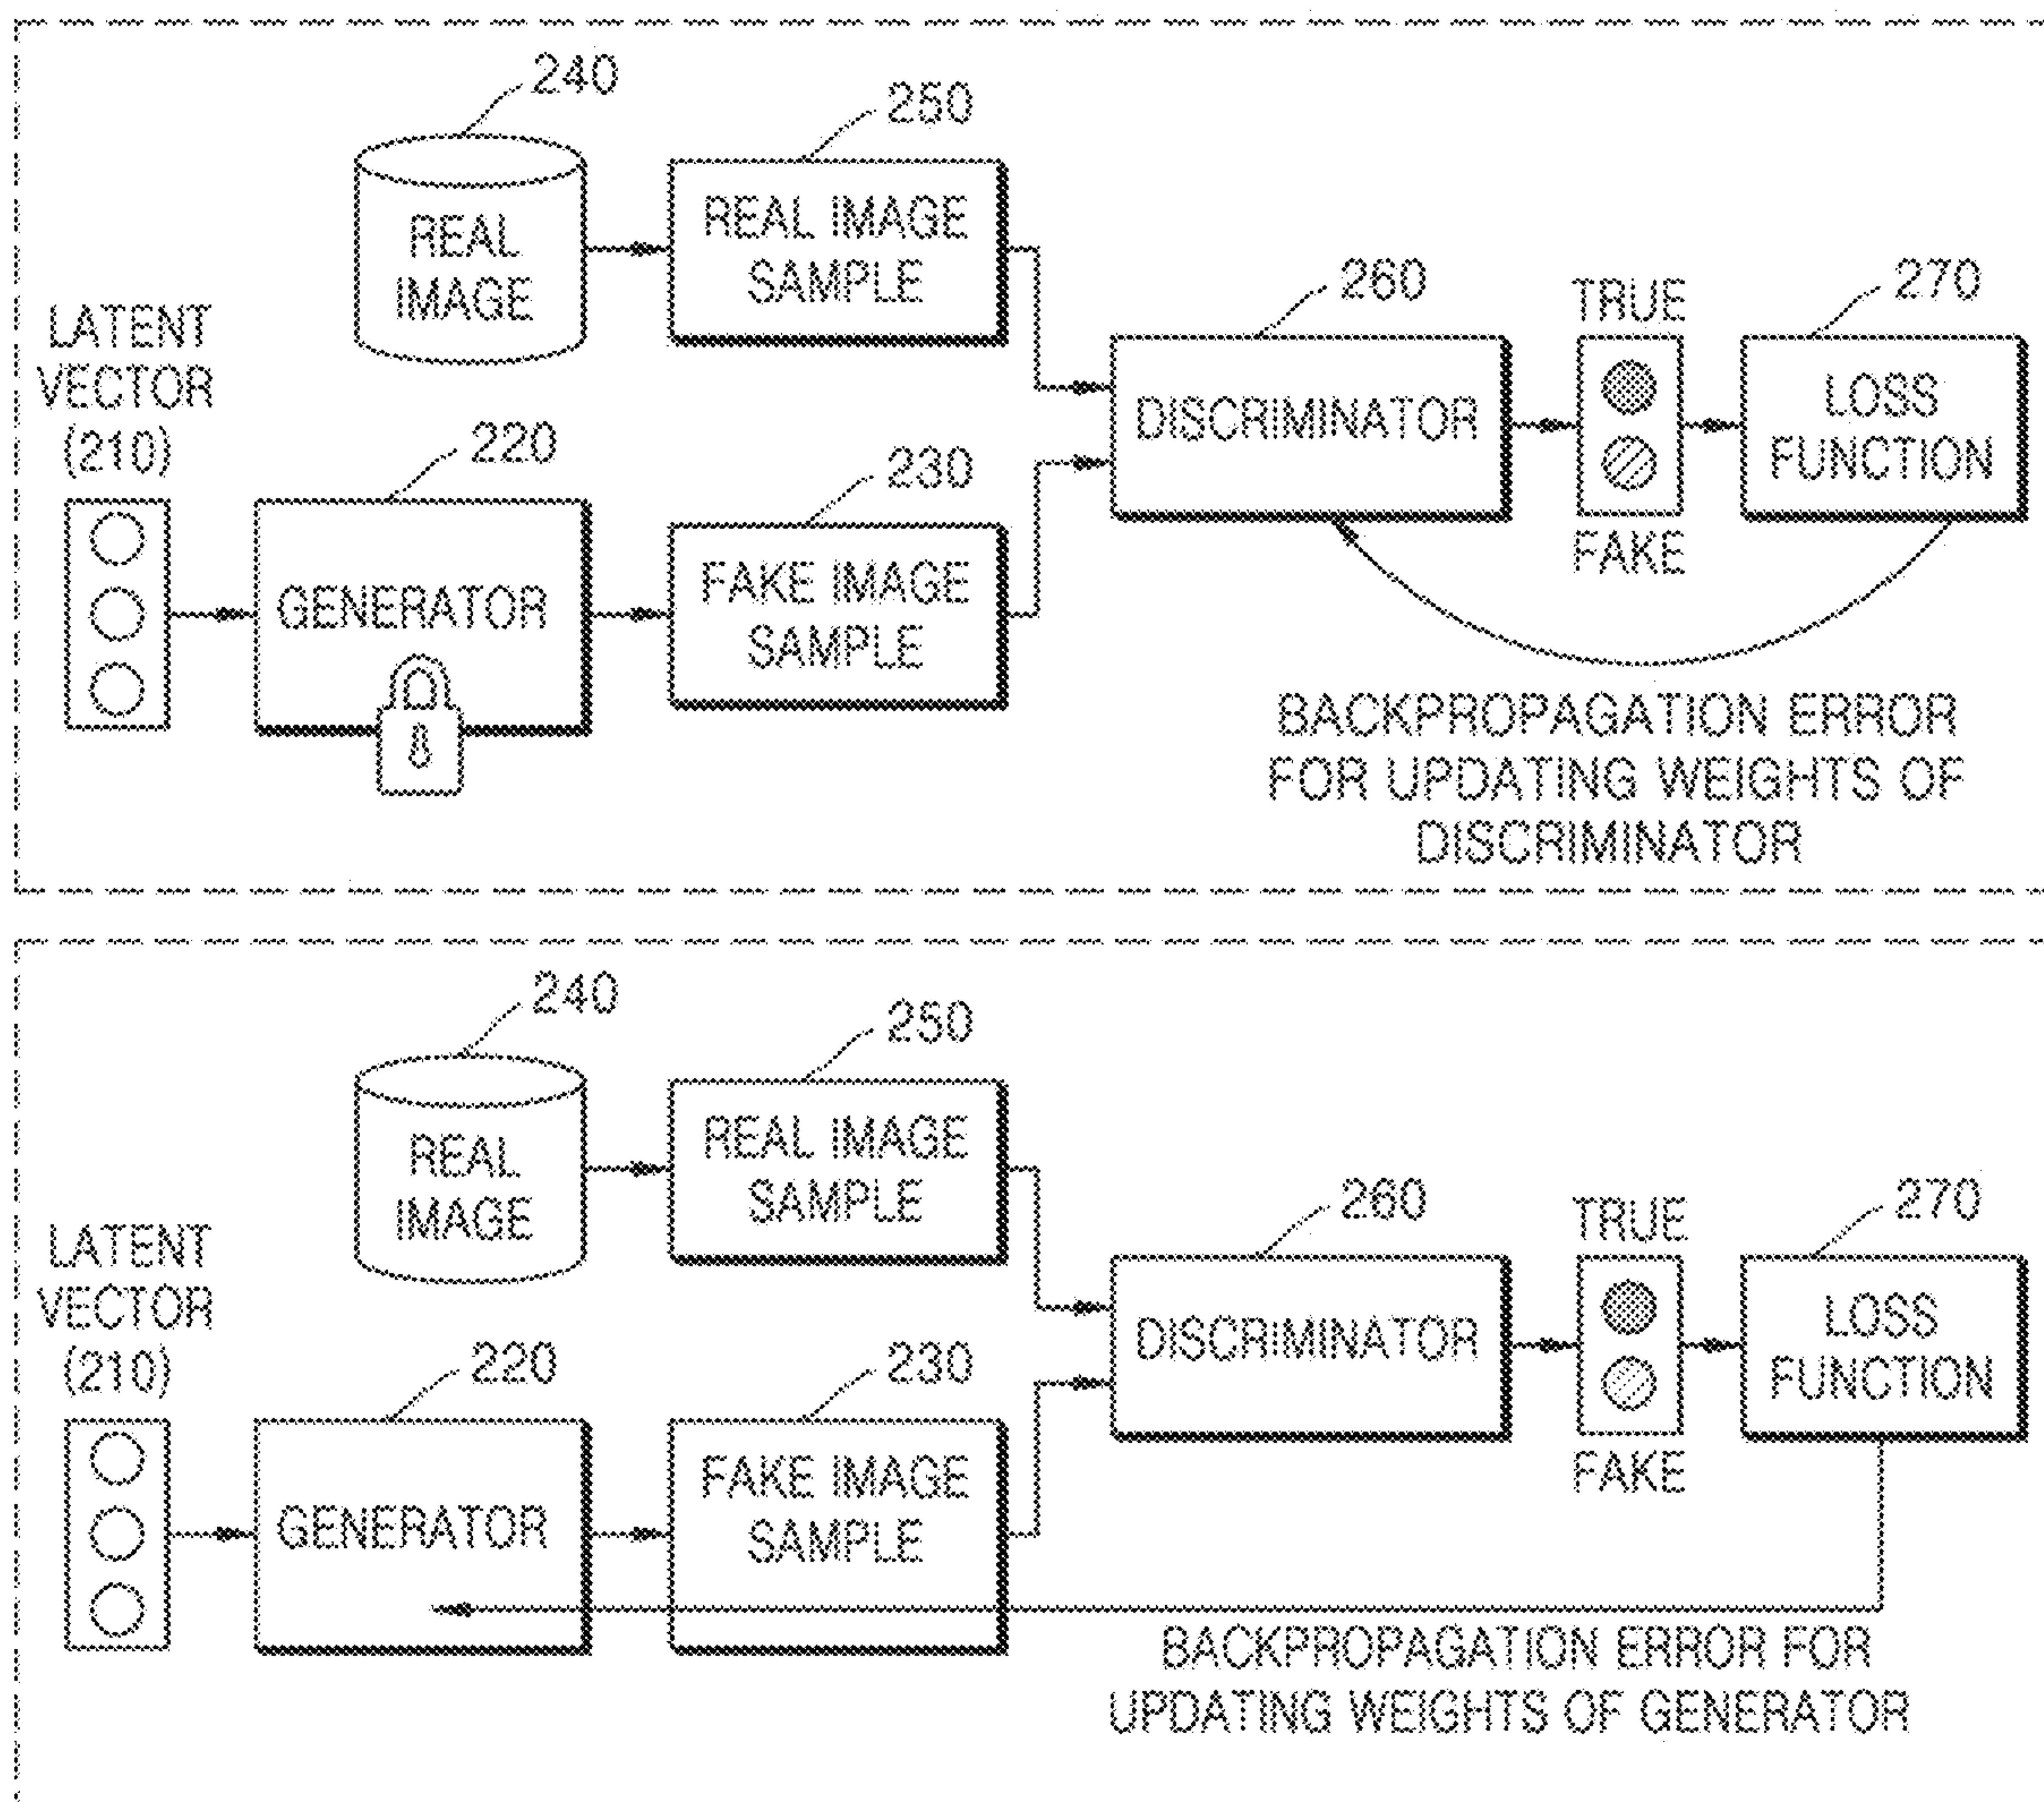 240
250
REAL
IMAGE
REAL IMAGE
SAMPLE
LATENT
VECTOR
(210)
260
TRUE
270
DISCRIMINATOR
LOSS
FUNCTION
220
230
GENERATOR
FAKE IMAGE
SAMPLE
FAKE
BACKPROPAGATION ERROR
FOR UPDATING WEIGHTS OF
DISCRIMINATOR
240
250
REAL
IMAGE
REAL IMAGE
SAMPLE
LATENT
VECTOR
(210)
260
TRUE
270
DISCRIMINATOR
LOSS
FUNCTION
220
230
GENERATOR
FAKE IMAGE
SAMPLE
FAKE
BACKPROPAGATION ERROR FOR
UPDATING WEIGHTS OF GENERATOR